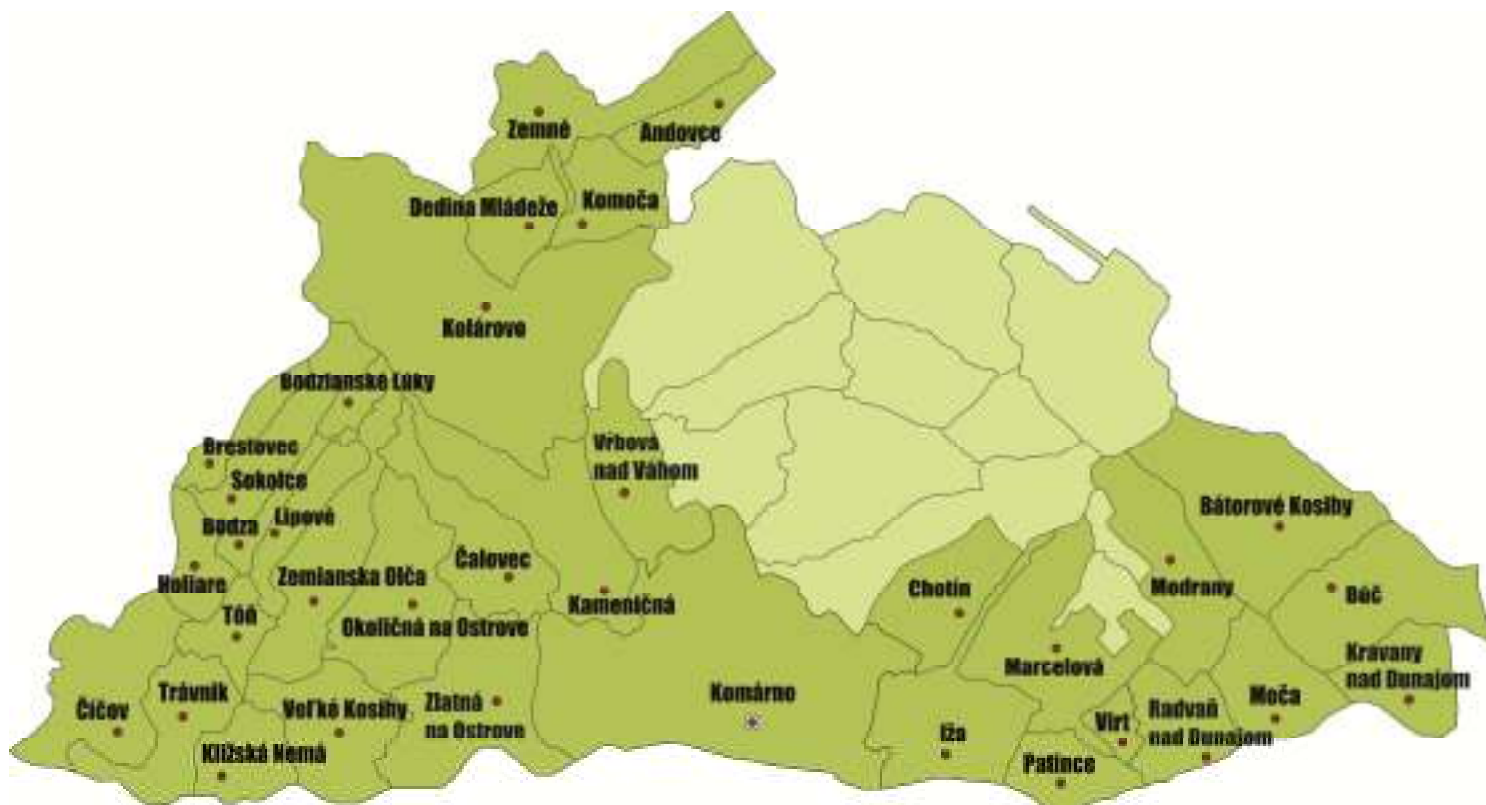 Zemné
Andovce
Dedina Mládeže
Komoča
Kolárovo
Bodzianske Lúky
Brestovec
Sokolce
Bodza
Lipové
Holiare
Tôň
Zemianska Olča
Čalovec
Okoličná na Ostrove
Kameničná
Vrbová
nad Váhom
Číčov
Trávnik
Kližská Nemá
Veľké Kosihy
Zlatná
na Ostrove
Komárno
Chotín
Marcelová
Modrany
Bátorové Kosihy
Búč
Kravany
nad Dunajom
Iža
Patince
Virt
Radvaň
nad Dunajom
Moča